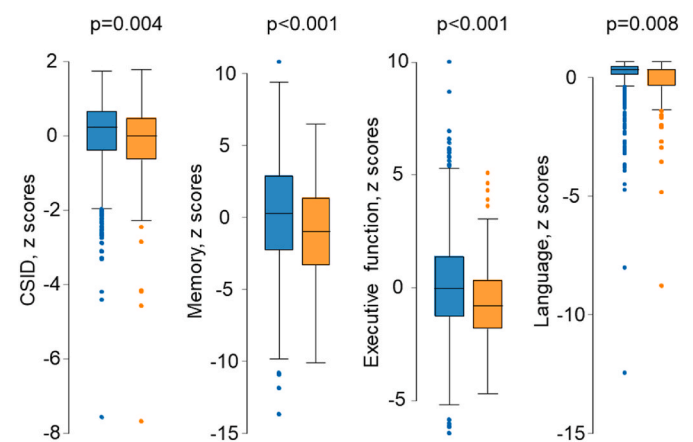 p=0.004
p<0.001
p<0.001
p=0.008
CSID, z scores
2
0
-2
-4
-6
-8
Memory, z scores
10
5
0
-5
-10
-15
Executive function, z scores
10
5
0
-5
Language, z scores
0
-5
-10
-15